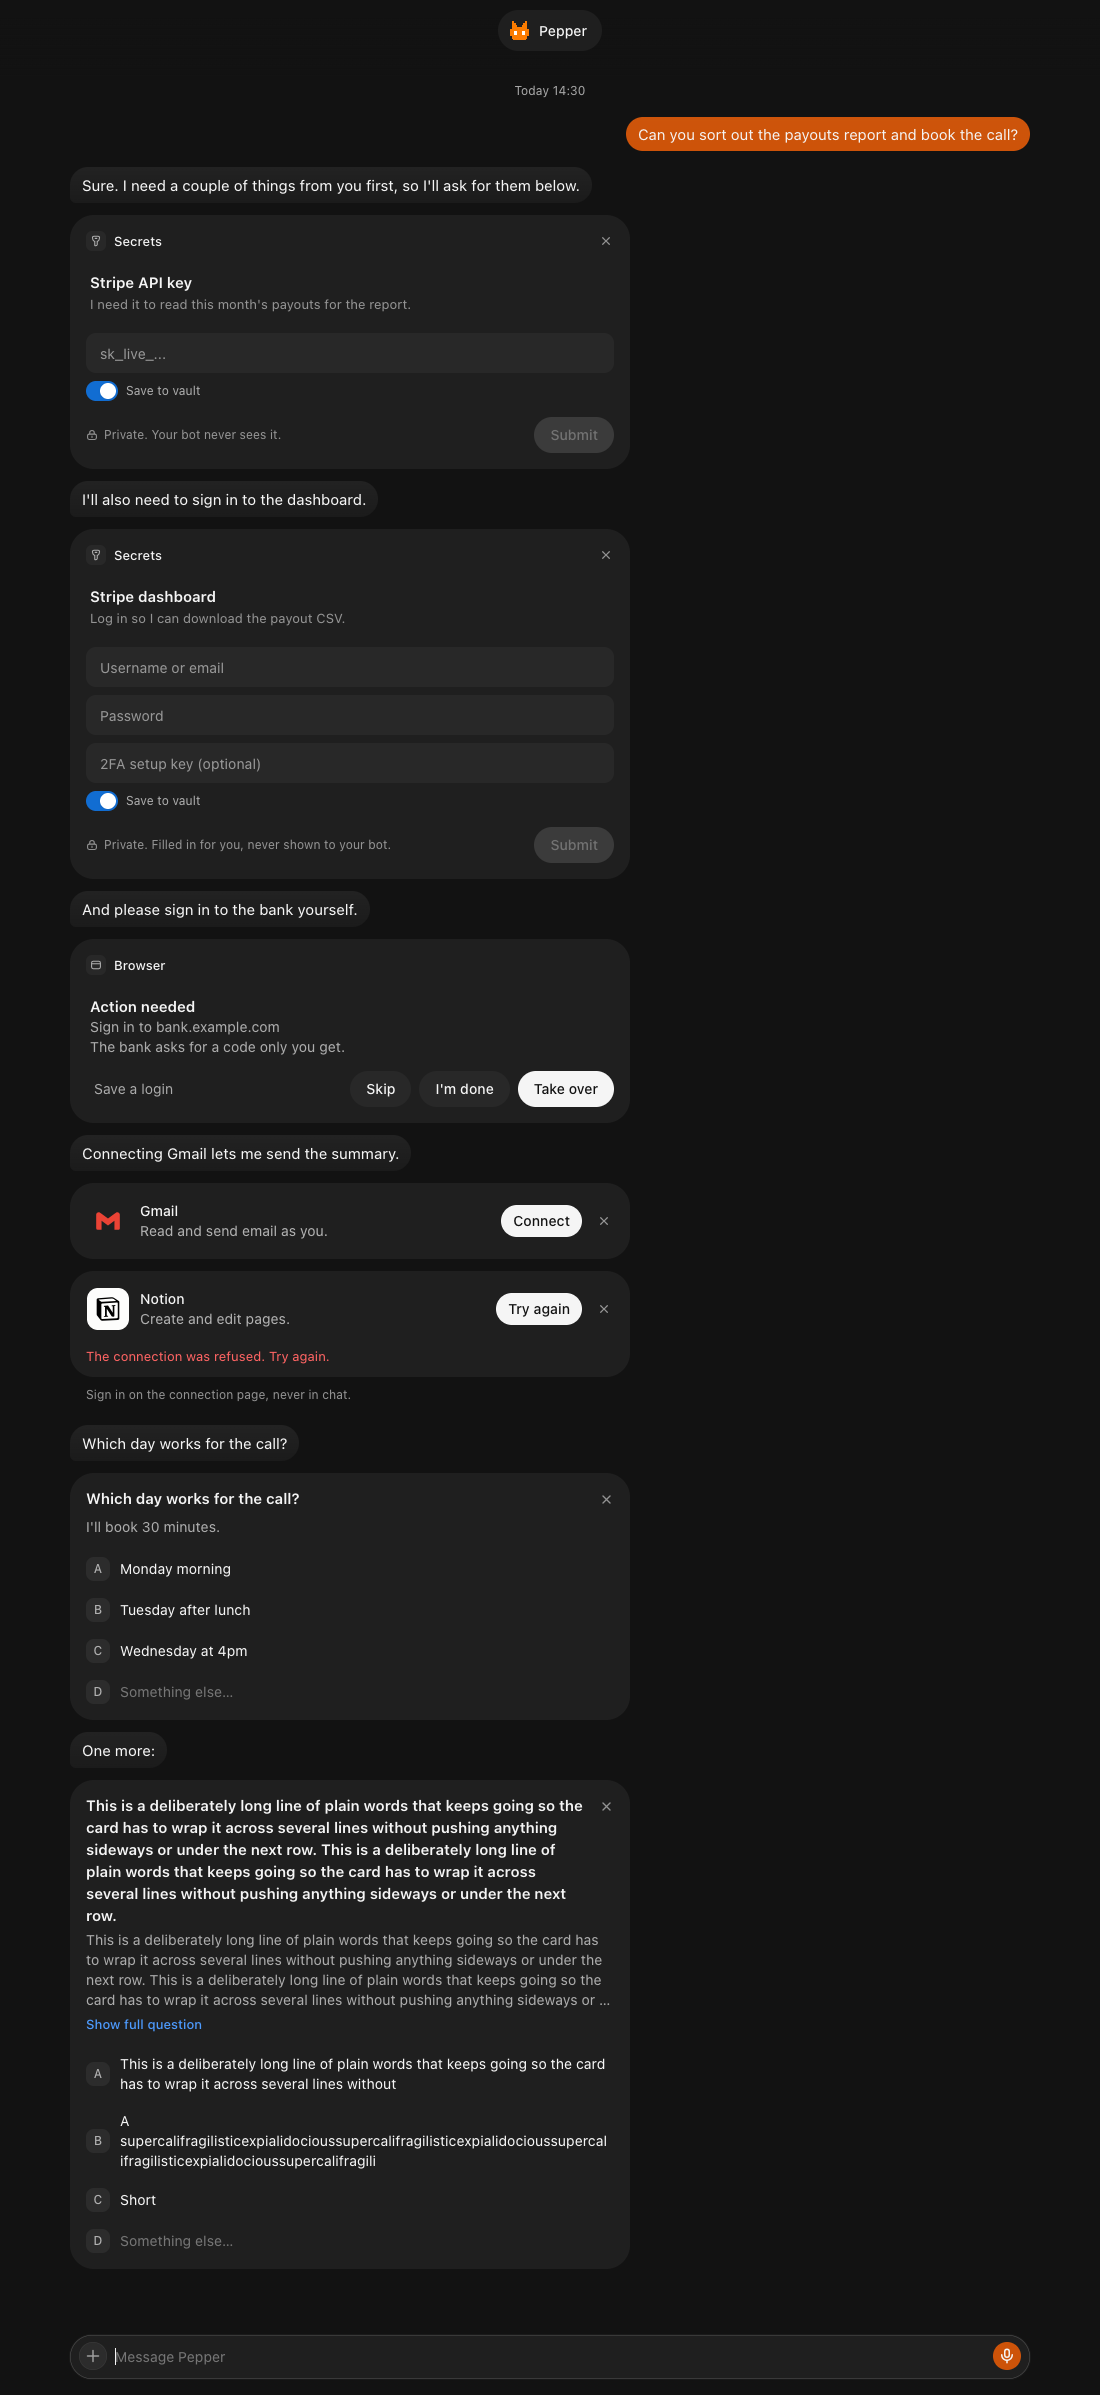 Pepper
Today 14:30
Can you sort out the payouts report and book the call?
Sure. I need a couple of things from you first, so I'll ask for them below.
Secrets
Stripe API key
I need it to read this month's payouts for the report.
sk_live_...
Save to vault
Private. Your bot never sees it.
Submit
I'll also need to sign in to the dashboard.
Secrets
Stripe dashboard
Log in so I can download the payout CSV.
Username or email
Password
2FA setup key (optional)
Save to vault
Private. Filled in for you, never shown to your bot.
Submit
And please sign in to the bank yourself.
Browser
Action needed
Sign in to bank.example.com
The bank asks for a code only you get.
Save a login
Skip
I'm done
Take over
Connecting Gmail lets me send the summary.
Gmail
Read and send email as you.
Connect
Notion
Create and edit pages.
Try again
The connection was refused. Try again.
Sign in on the connection page, never in chat.
Which day works for the call?
Which day works for the call?
I'll book 30 minutes.
A Monday morning
B Tuesday after lunch
C Wednesday at 4pm
D Something else...
One more:
This is a deliberately long line of plain words that keeps going so the
card has to wrap it across several lines without pushing anything
sideways or under the next row. This is a deliberately long line of
plain words that keeps going so the card has to wrap it across
several lines without pushing anything sideways or under the next
row.
This is a deliberately long line of plain words that keeps going so the card has
to wrap it across several lines without pushing anything sideways or under the
next row. This is a deliberately long line of plain words that keeps going so the
card has to wrap it across several lines without pushing anything sideways or ...
Show full question
A This is a deliberately long line of plain words that keeps going so the card
has to wrap it across several lines without
B A
supercalifragilisticexpialidocioussupercalifragilisticexpialidocioussupercal
ifragilisticexpialidocioussupercalifragili
C Short
D Something else...
Message Pepper